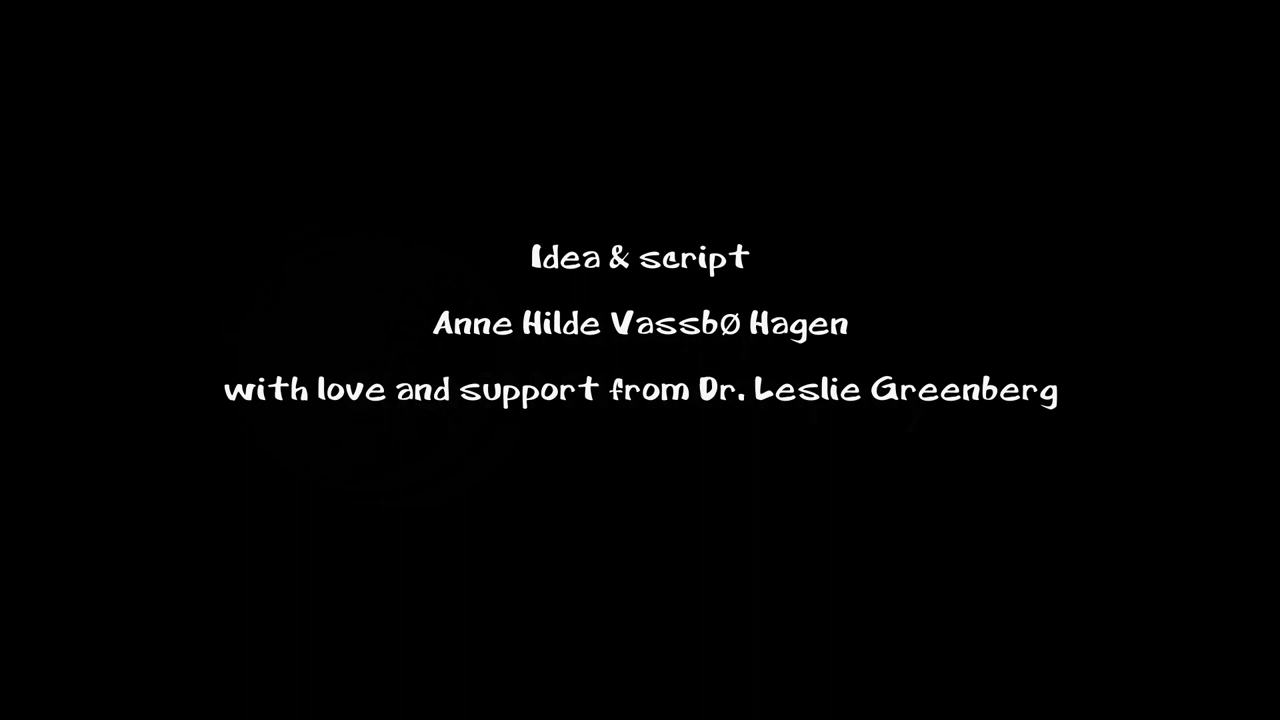 Idea & script
Anne Hilde Vassbø Hagen
with love and support from Dr. Leslie Greenberg